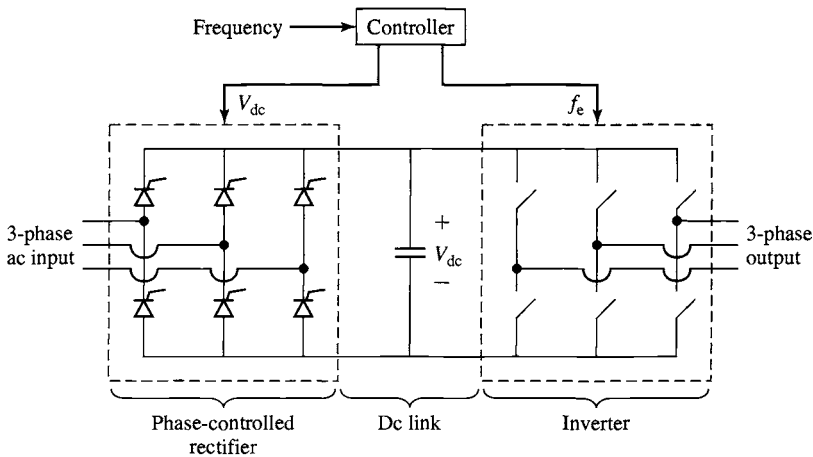 Frequency
Controller
V_dc
f_e
3-phase
ac input
+
V_dc
−
3-phase
output
Phase-controlled
rectifier
Dc link
Inverter